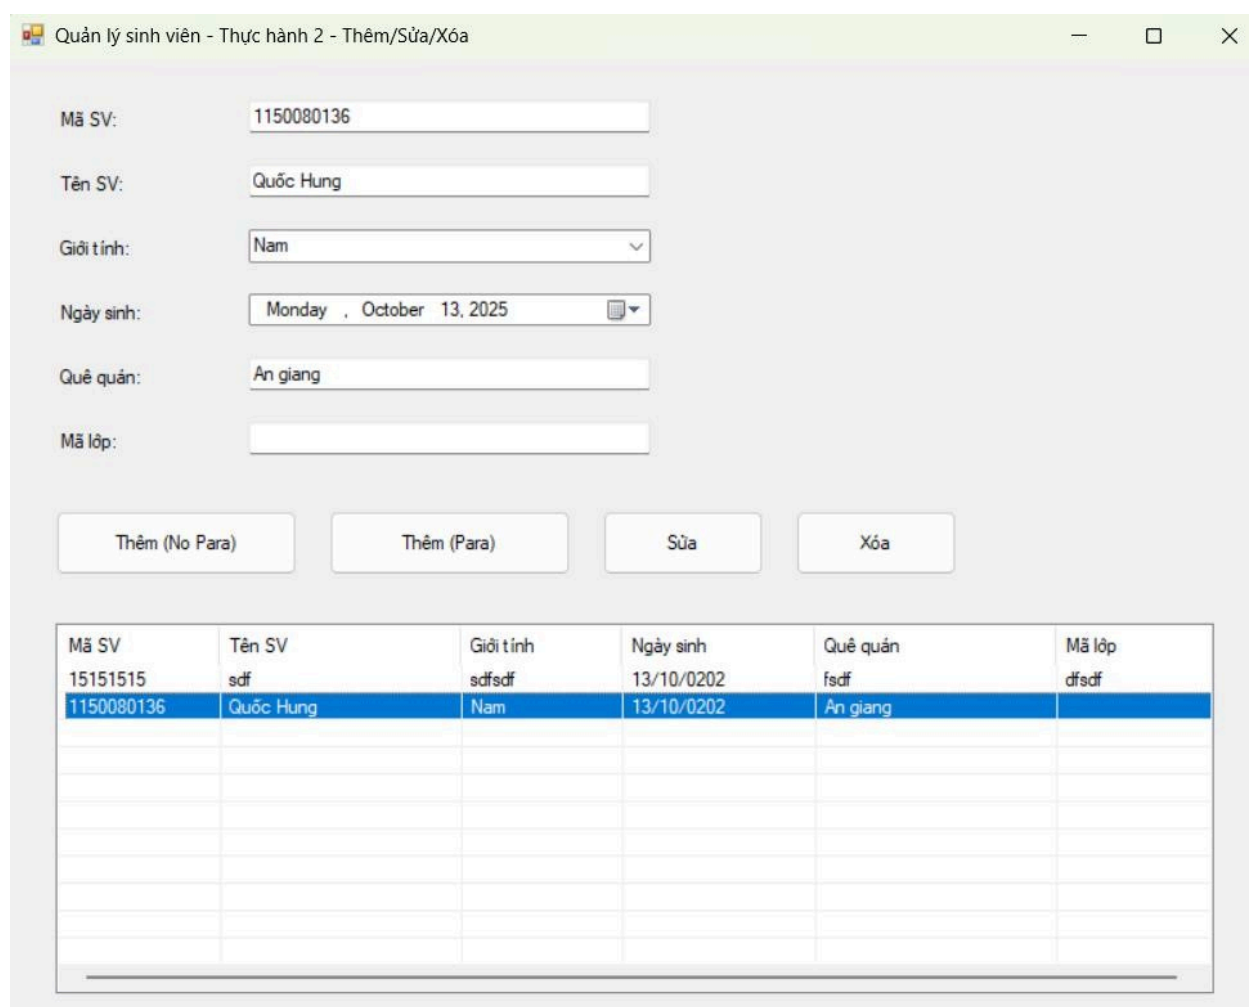 Quản lý sinh viên - Thực hành 2 - Thêm/Sửa/Xóa
Mã SV: 1150080136
Tên SV: Quốc Hung
Giới tính: Nam
Ngày sinh: Monday , October 13, 2025
Quê quán: An giang
Mã lớp:
Thêm (No Para) Thêm (Para) Sửa Xóa
Mã SV Tên SV Giới tính Ngày sinh Quê quán Mã lớp
15151515 sdf sdfsdf 13/10/0202 fsdf dfsdf
1150080136 Quốc Hung Nam 13/10/0202 An giang